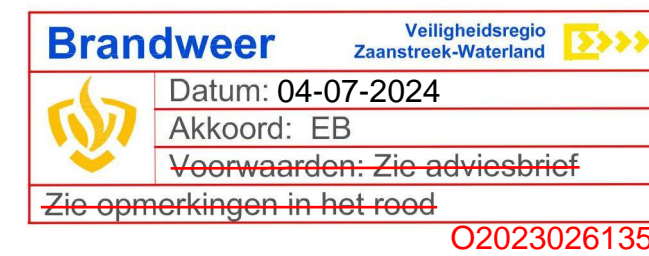 Brandweer
Veiligheidsregio
Zaanstreek-Waterland
Datum: 04-07-2024
Akkoord: EB
Voorwaarden: Zie adviesbrief
Zie opmerkingen in het rood
O2023026135